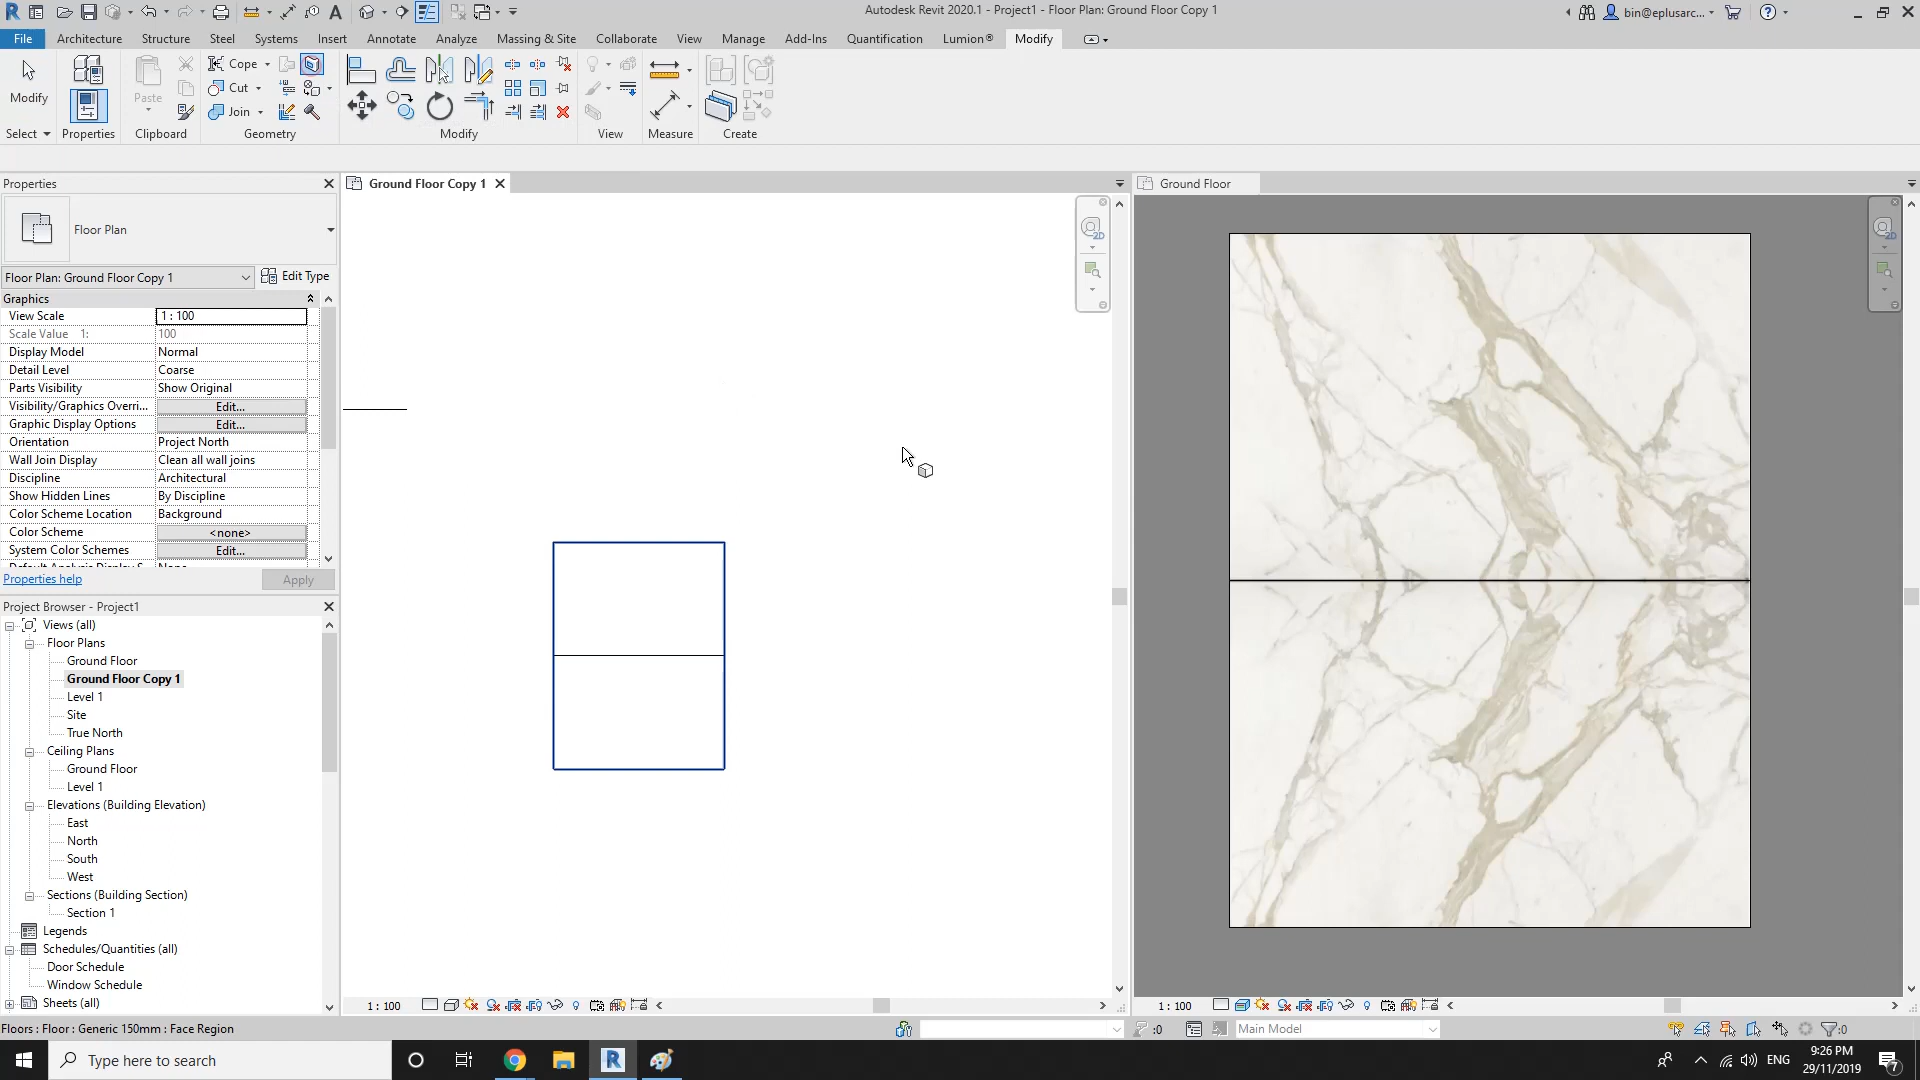 Autodesk Revit 2020.1 - Project1 - Floor Plan: Ground Floor Copy 1
bin@eplusarc...
File Architecture Structure Steel Systems Insert Annotate Analyze Massing & Site Collaborate View Manage Add-Ins Quantification Lumion® Modify
Cope
Cut
Join
Modify
Paste
Select Properties Clipboard Geometry Modify View Measure Create
Properties
Floor Plan
Floor Plan: Ground Floor Copy 1
Edit Type
Graphics
View Scale 1 : 100
Scale Value 1: 100
Display Model Normal
Detail Level Coarse
Parts Visibility Show Original
Visibility/Graphics Overri... Edit...
Graphic Display Options Edit...
Orientation Project North
Wall Join Display Clean all wall joins
Discipline Architectural
Show Hidden Lines By Discipline
Color Scheme Location Background
Color Scheme <none>
System Color Schemes Edit...
Properties help
Apply
Project Browser - Project1
Views (all)
Floor Plans
Ground Floor
Ground Floor Copy 1
Level 1
Site
True North
Ceiling Plans
Ground Floor
Level 1
Elevations (Building Elevation)
East
North
South
West
Sections (Building Section)
Section 1
Legends
Schedules/Quantities (all)
Door Schedule
Window Schedule
Sheets (all)
Ground Floor Copy 1
2D
1 : 100
Ground Floor
2D
1 : 100
Floors : Floor : Generic 150mm : Face Region
:0
Main Model
:0
Type here to search
ENG
9:26 PM
29/11/2019
7